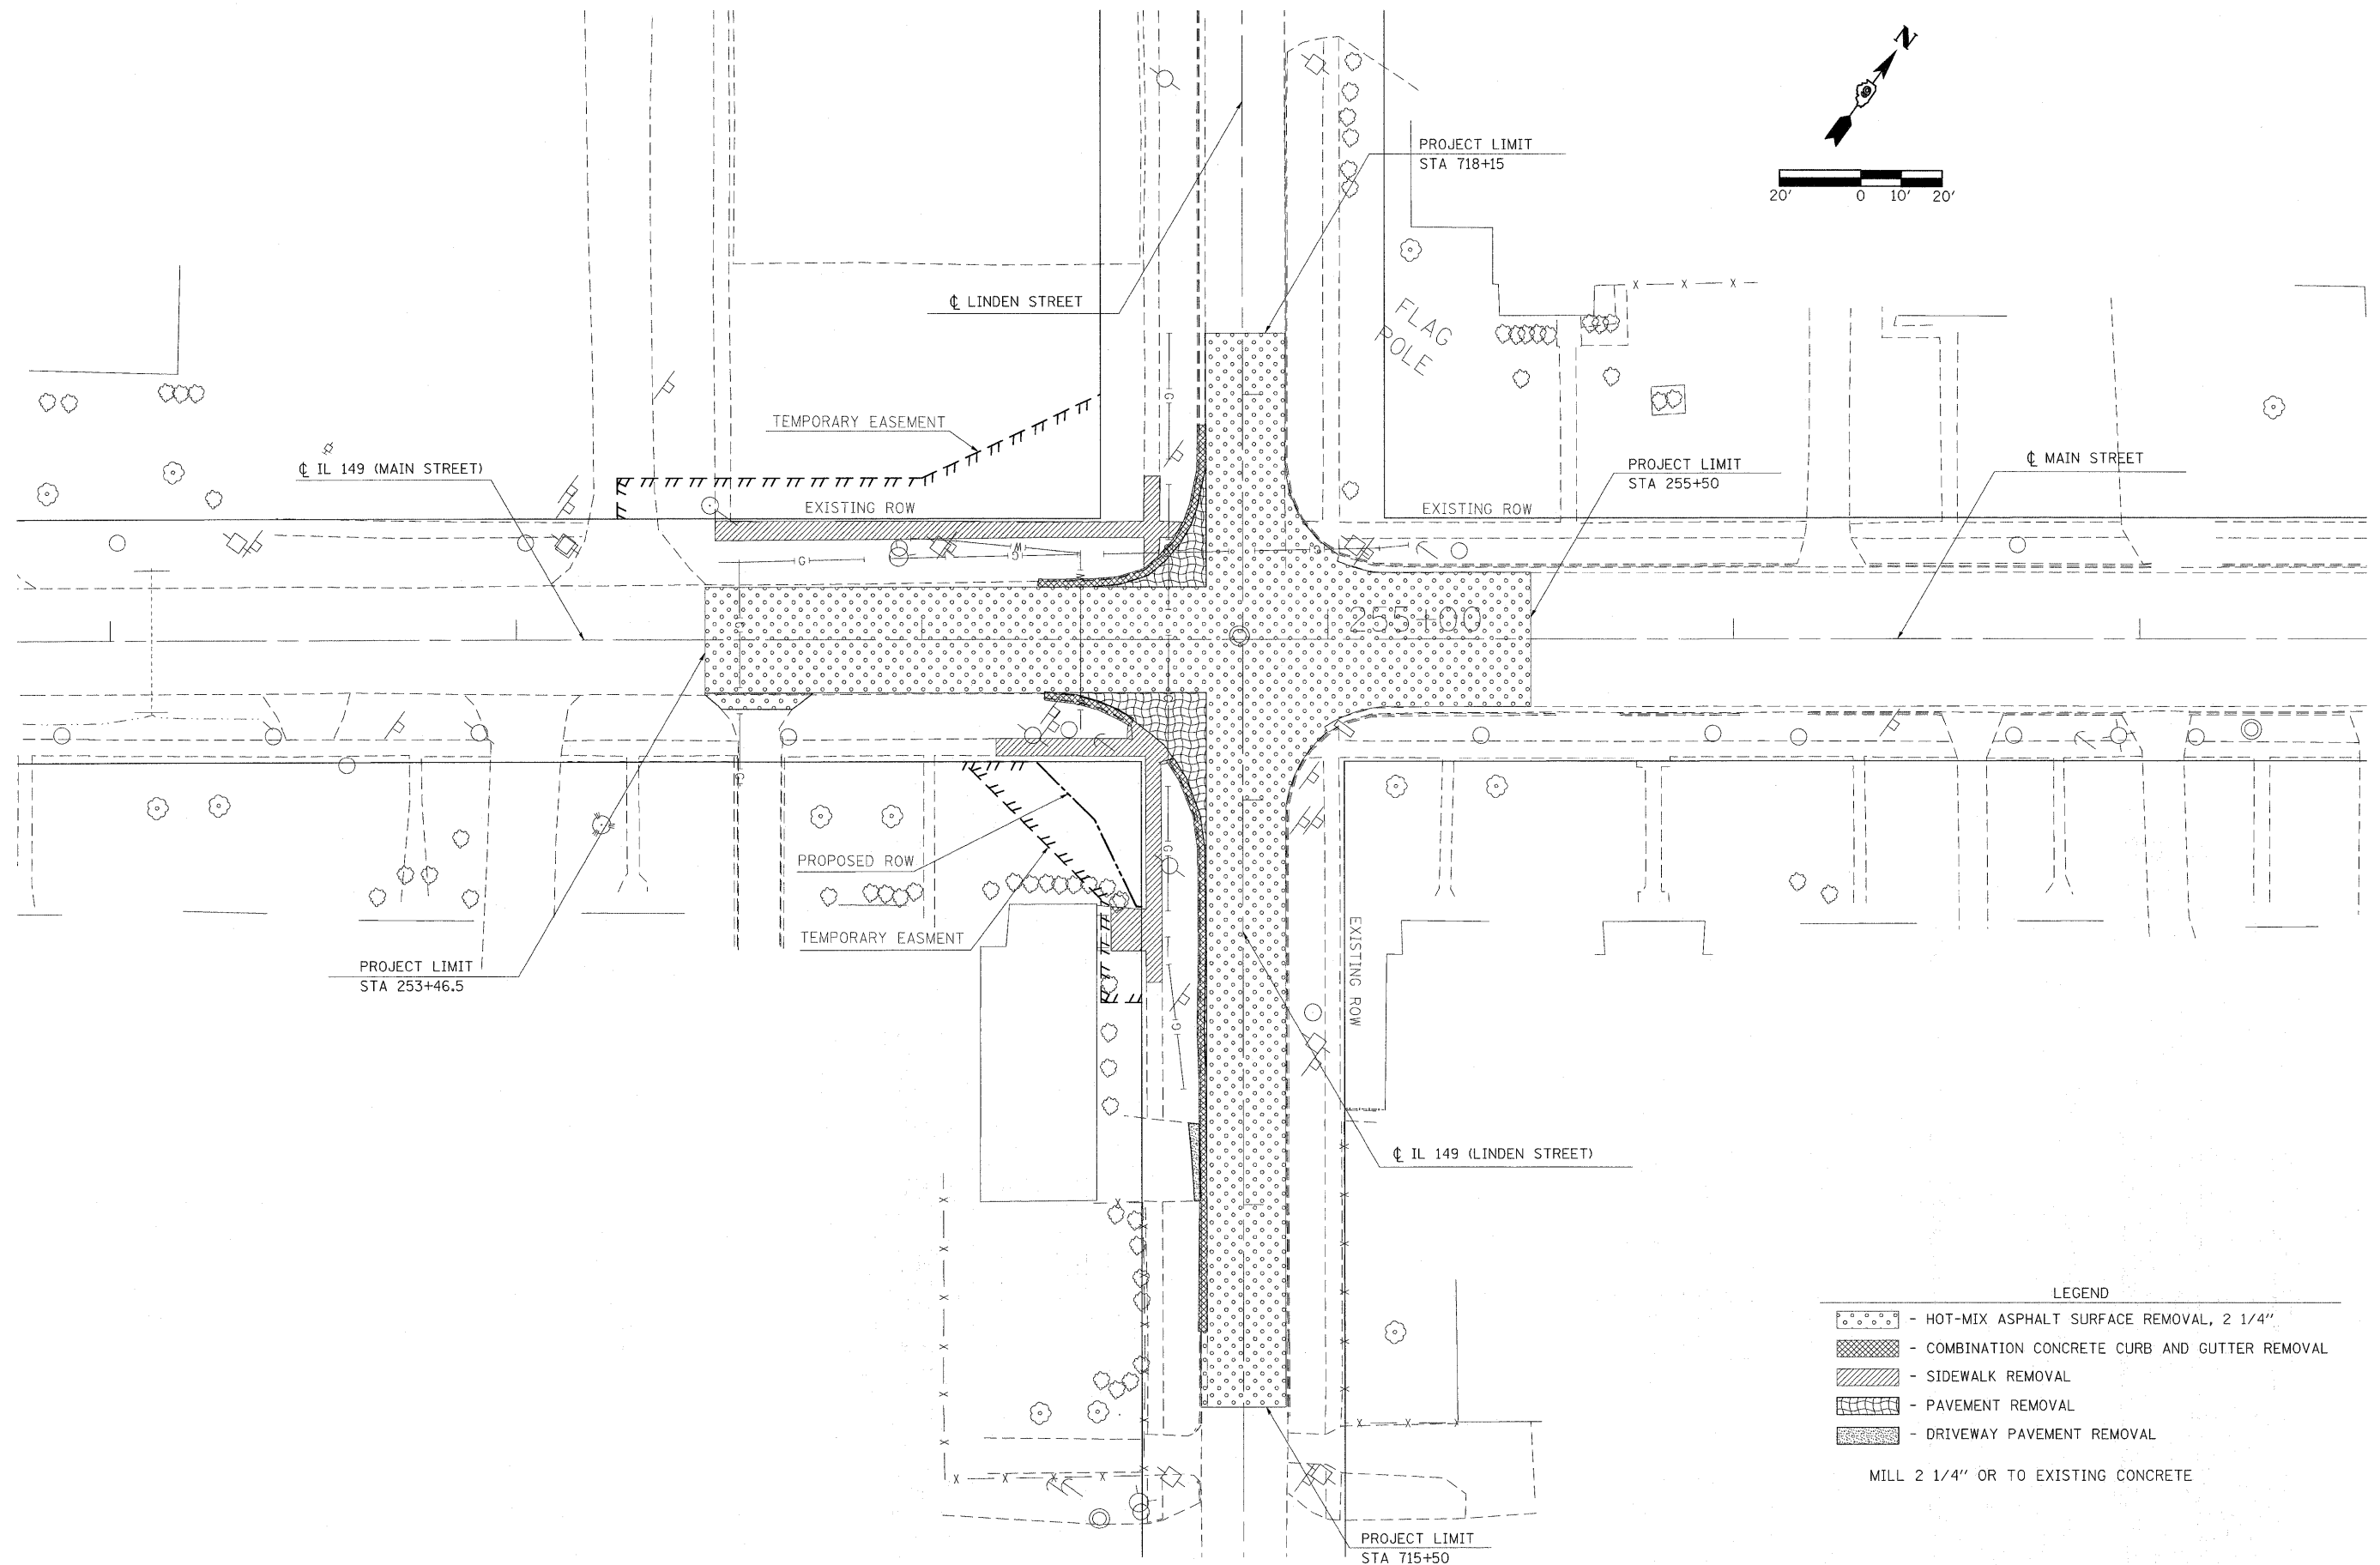 N
PROJECT LIMIT
STA 718+15
20' 0 10' 20'
℄ LINDEN STREET
FLAG
POLE
TEMPORARY EASEMENT
℄ IL 149 (MAIN STREET)
PROJECT LIMIT
STA 255+50
℄ MAIN STREET
EXISTING ROW
EXISTING ROW
G
G
W
G
G
W
G
G
255+00
G
G
PROPOSED ROW
TEMPORARY EASMENT
G
EXISTING ROW
PROJECT LIMIT
STA 253+46.5
G
℄ IL 149 (LINDEN STREET)
LEGEND
- HOT-MIX ASPHALT SURFACE REMOVAL, 2 1/4"
- COMBINATION CONCRETE CURB AND GUTTER REMOVAL
- SIDEWALK REMOVAL
- PAVEMENT REMOVAL
- DRIVEWAY PAVEMENT REMOVAL
MILL 2 1/4" OR TO EXISTING CONCRETE
PROJECT LIMIT
STA 715+50